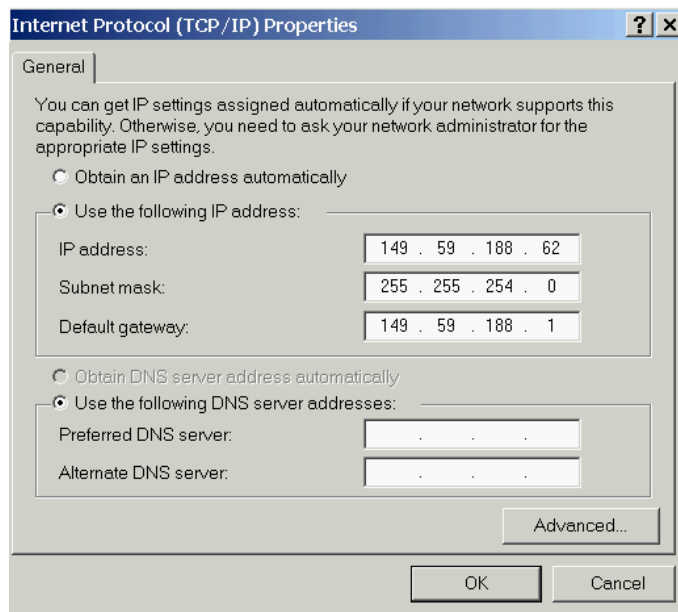 Internet Protocol (TCP/IP) Properties
General
You can get IP settings assigned automatically if your network supports this
capability. Otherwise, you need to ask your network administrator for the
appropriate IP settings.
Obtain an IP address automatically
Use the following IP address:
IP address: 149 . 59 . 188 . 62
Subnet mask: 255 . 255 . 254 . 0
Default gateway: 149 . 59 . 188 . 1
Obtain DNS server address automatically
Use the following DNS server addresses:
Preferred DNS server: . . .
Alternate DNS server: . . .
Advanced...
OK Cancel